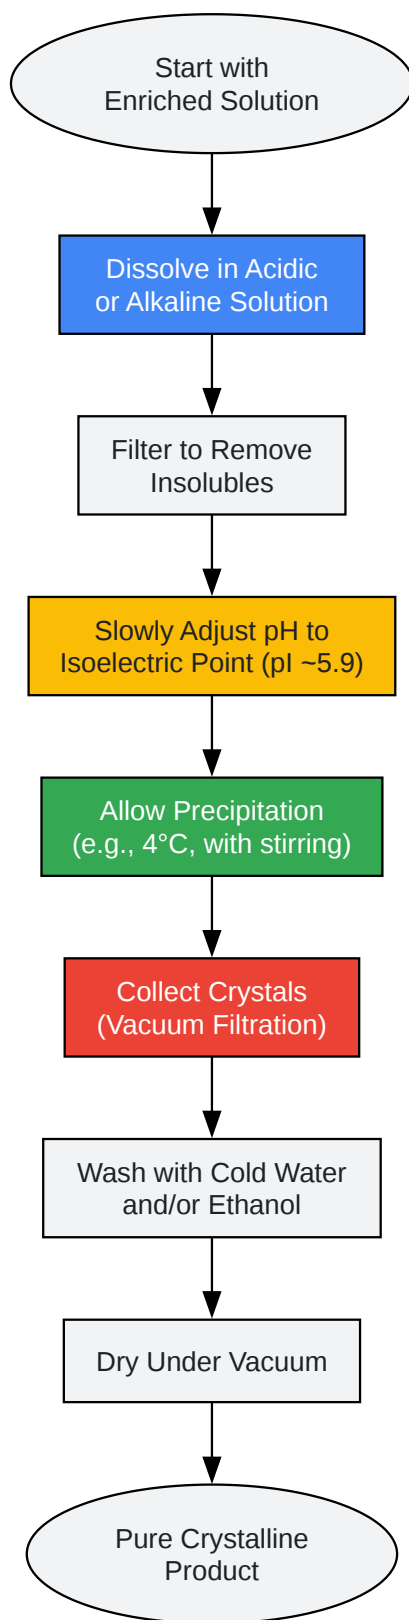 Start with
Enriched Solution
Dissolve in Acidic
or Alkaline Solution
Filter to Remove
Insolubles
Slowly Adjust pH to
Isoelectric Point (pI ~5.9)
Allow Precipitation
(e.g., 4°C, with stirring)
Collect Crystals
(Vacuum Filtration)
Wash with Cold Water
and/or Ethanol
Dry Under Vacuum
Pure Crystalline
Product